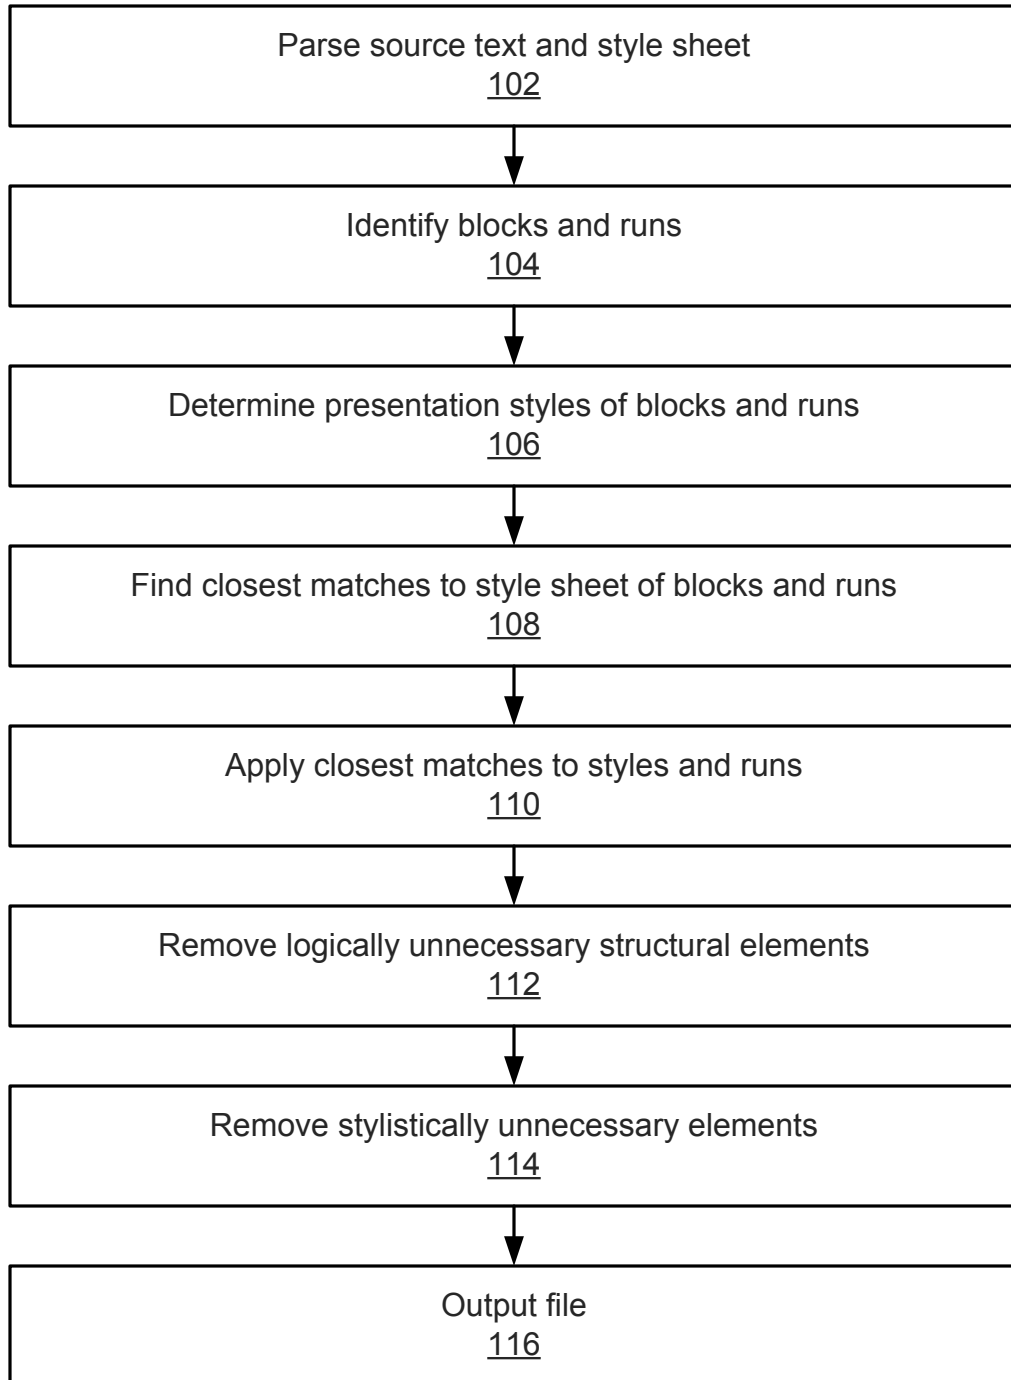 Parse source text and style sheet
102
Identify blocks and runs
104
Determine presentation styles of blocks and runs
106
Find closest matches to style sheet of blocks and runs
108
Apply closest matches to styles and runs
110
Remove logically unnecessary structural elements
112
Remove stylistically unnecessary elements
114
Output file
116